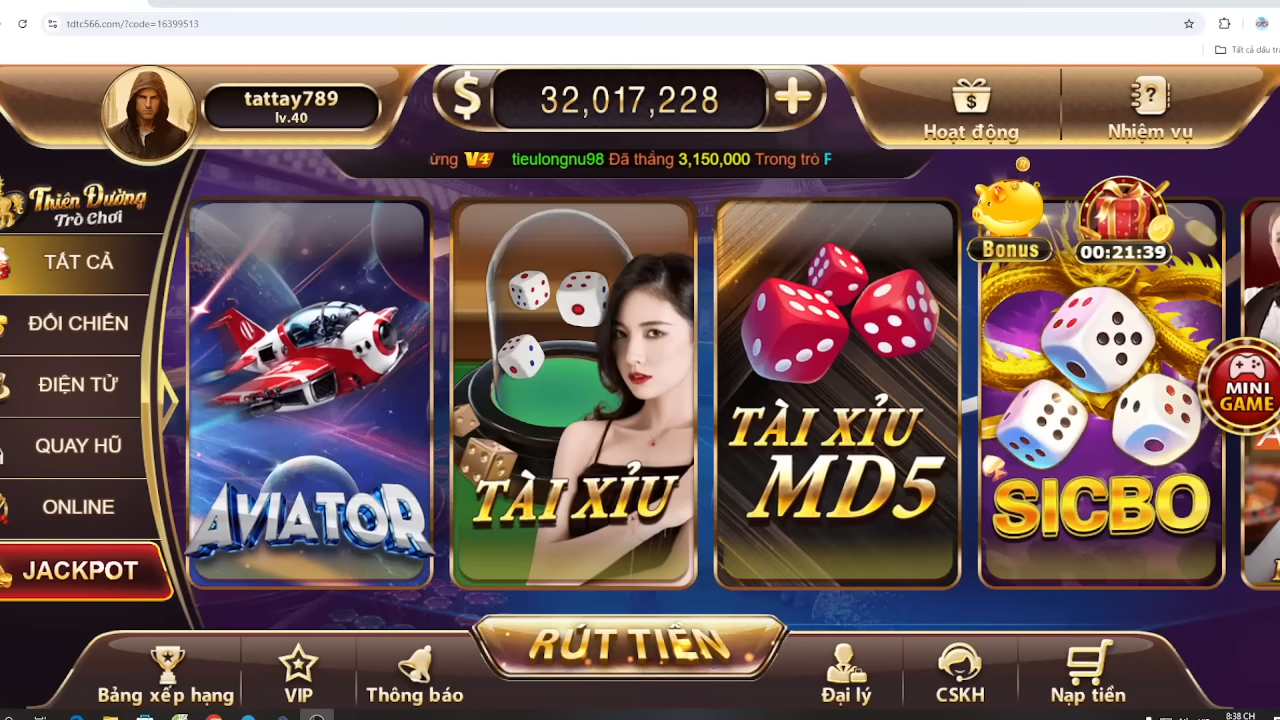 tdtc566.com/?code=16399513
Tất cả dấu tra
tattay789
lv.40
$ 32,017,228 +
Hoạt động
Nhiệm vụ
ứng V4 tieulongnu98 Đã thắng 3,150,000 Trong trò F
Thiên Đường
Trò Chơi
TẤT CẢ
ĐỐI CHIẾN
ĐIỆN TỬ
QUAY HŨ
ONLINE
JACKPOT
AVIATOR
TÀI XỈU
TÀI XỈU
MD5
Bonus
00:21:39
SICBO
MINI
GAME
RÚT TIỀN
Bảng xếp hạng
VIP
Thông báo
Đại lý
CSKH
Nạp tiền
8:38 CH